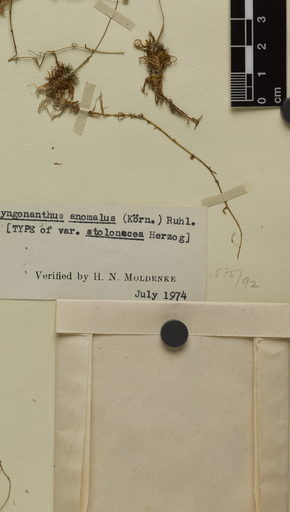 3
2
1
0
cm
yngonanthus anomalus (Körn.) Ruhl.
[TYPE of var. stolonacea Herzog]
Verified by H. N. MOLDENKE
July 1974
575/92